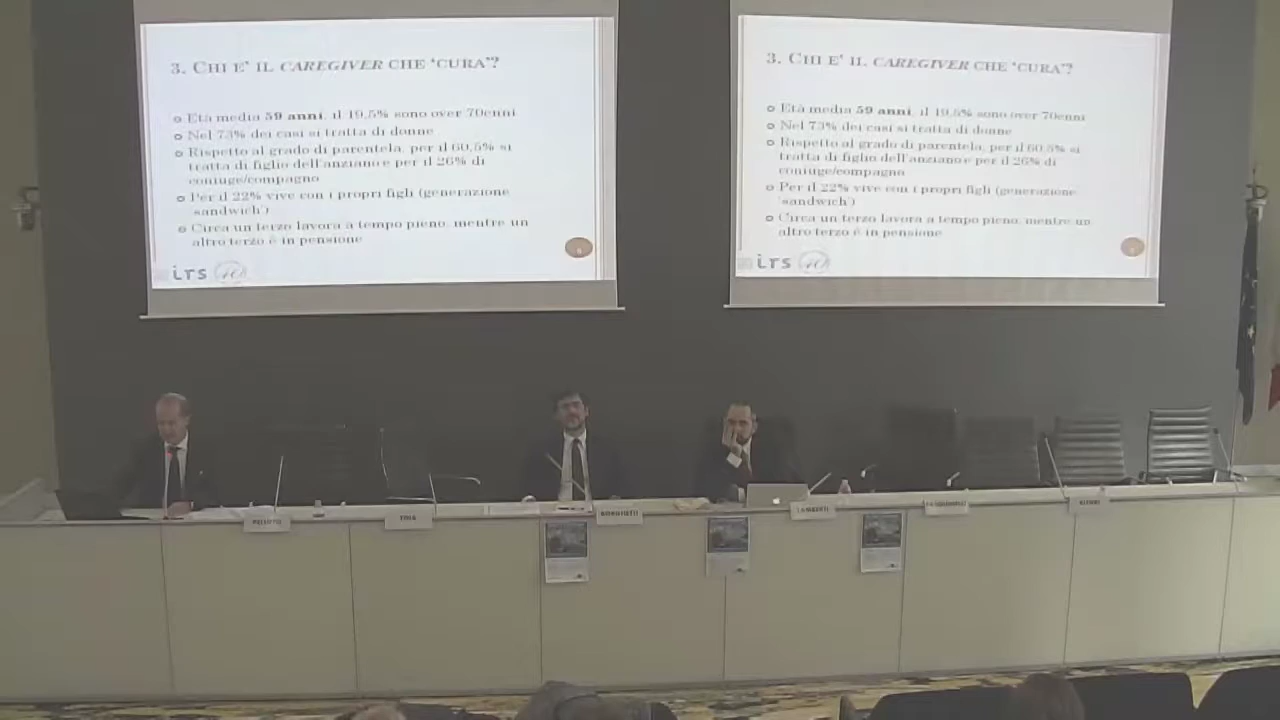 3. CHI E' IL CAREGIVER CHE 'CURA'?
Età media 59 anni, il 19,5% sono over 70enni
Nel 73% dei casi si tratta di donne
Rispetto al grado di parentela, per il 60,5% si
tratta di figlio dell'anziano e per il 26% di
coniuge/compagno
Per il 22% vive con i propri figli (generazione
'sandwich')
Circa un terzo lavora a tempo pieno, mentre un
altro terzo è in pensione
irs
3. CHI E' IL CAREGIVER CHE 'CURA'?
Età media 59 anni, il 19,5% sono over 70enni
Nel 73% dei casi si tratta di donne
Rispetto al grado di parentela, per il 60,5% si
tratta di figlio dell'anziano e per il 26% di
coniuge/compagno
Per il 22% vive con i propri figli (generazione
'sandwich')
Circa un terzo lavora a tempo pieno, mentre un
altro terzo è in pensione
irs